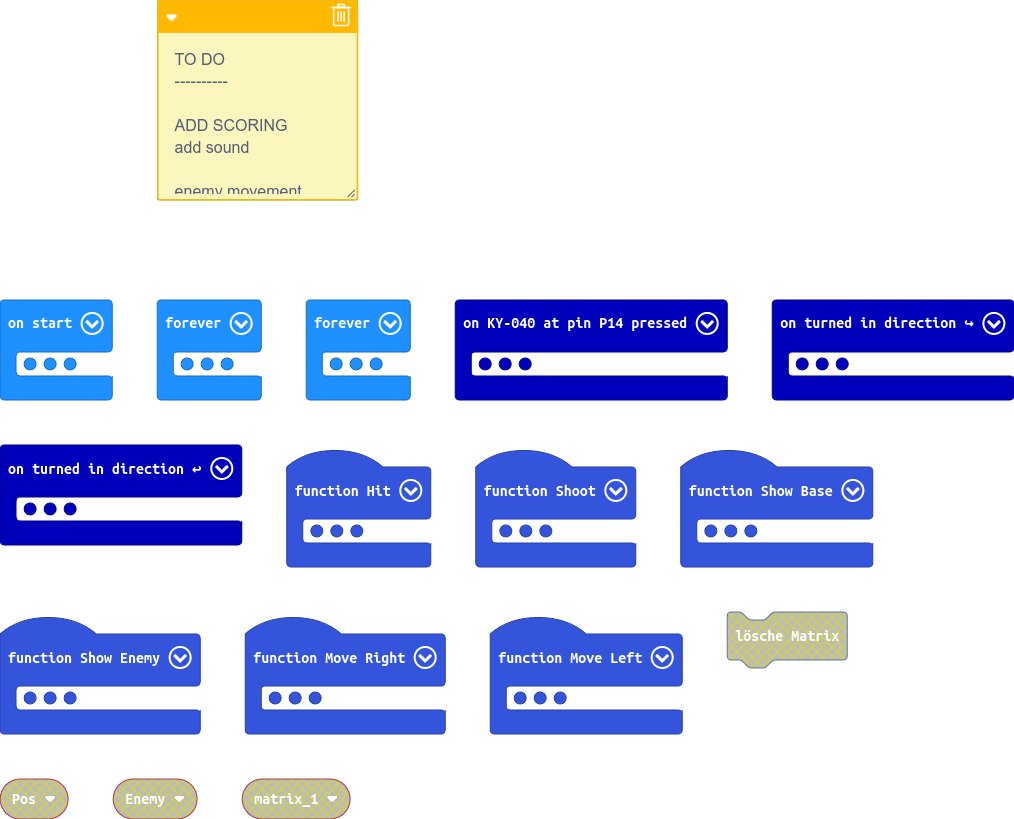 TO DO
----------
ADD SCORING
add sound
enemy movement
on start
forever
forever
on KY-040 at pin P14 pressed
on turned in direction ↪
on turned in direction ↩
function Hit
function Shoot
function Show Base
function Show Enemy
function Move Right
function Move Left
lösche Matrix
Pos
Enemy
matrix_1